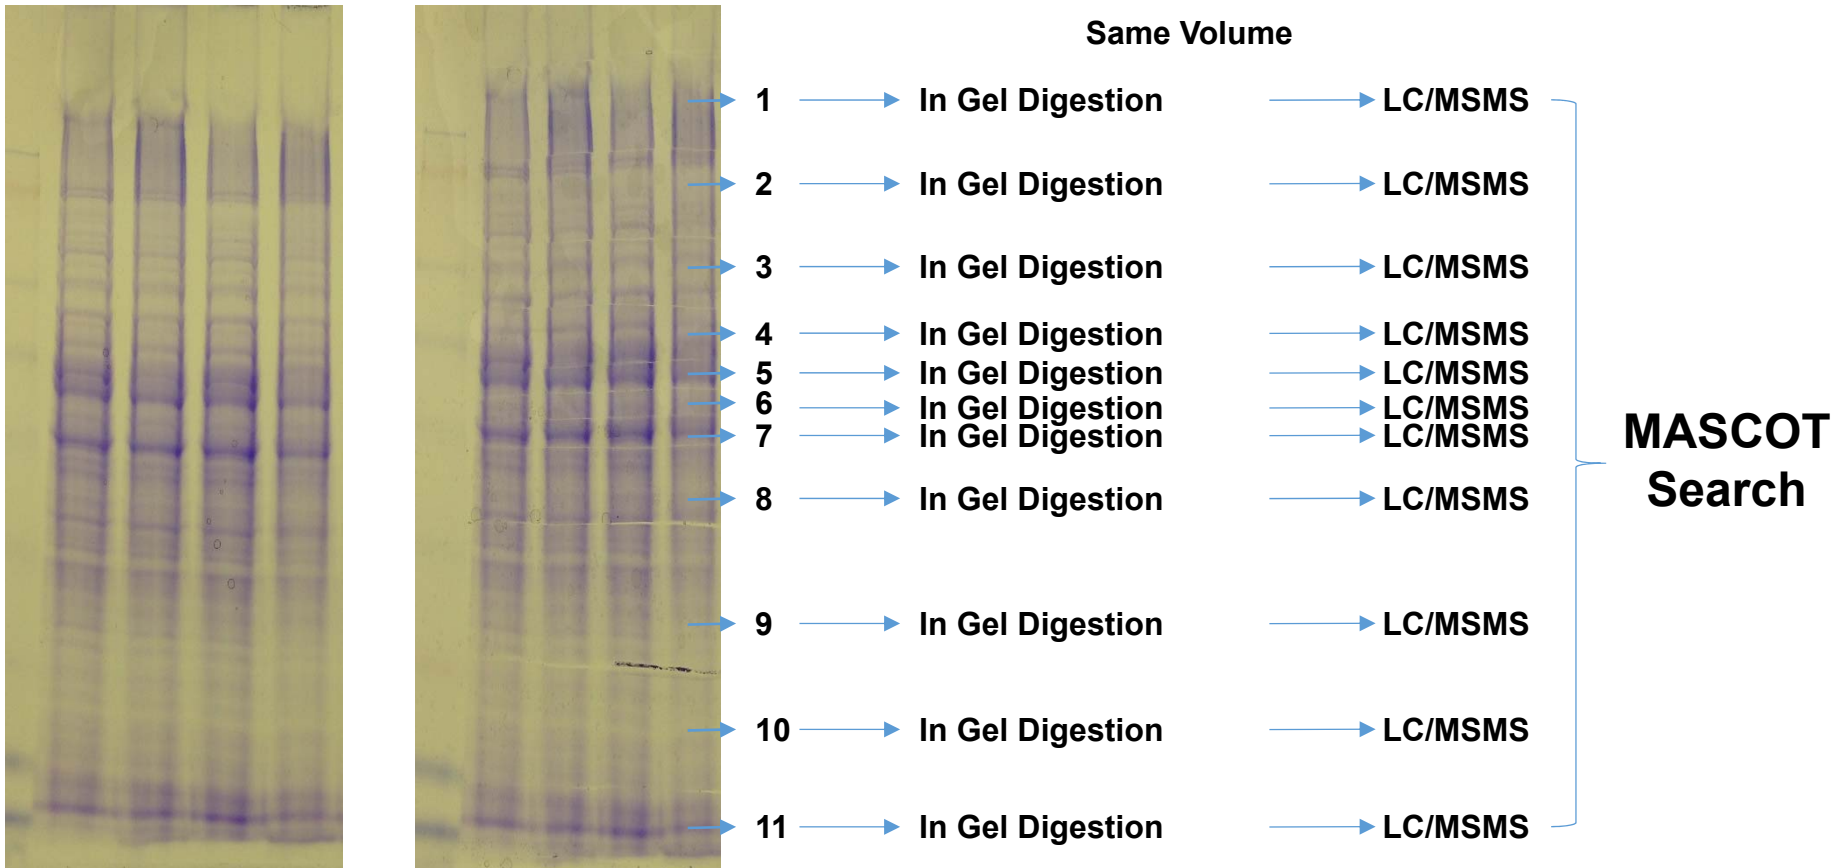 Same Volume
1 In Gel Digestion LC/MSMS
2 In Gel Digestion LC/MSMS
3 In Gel Digestion LC/MSMS
4 In Gel Digestion LC/MSMS
5 In Gel Digestion LC/MSMS
6 In Gel Digestion LC/MSMS
7 In Gel Digestion LC/MSMS
8 In Gel Digestion LC/MSMS
9 In Gel Digestion LC/MSMS
10 In Gel Digestion LC/MSMS
11 In Gel Digestion LC/MSMS
MASCOT
Search